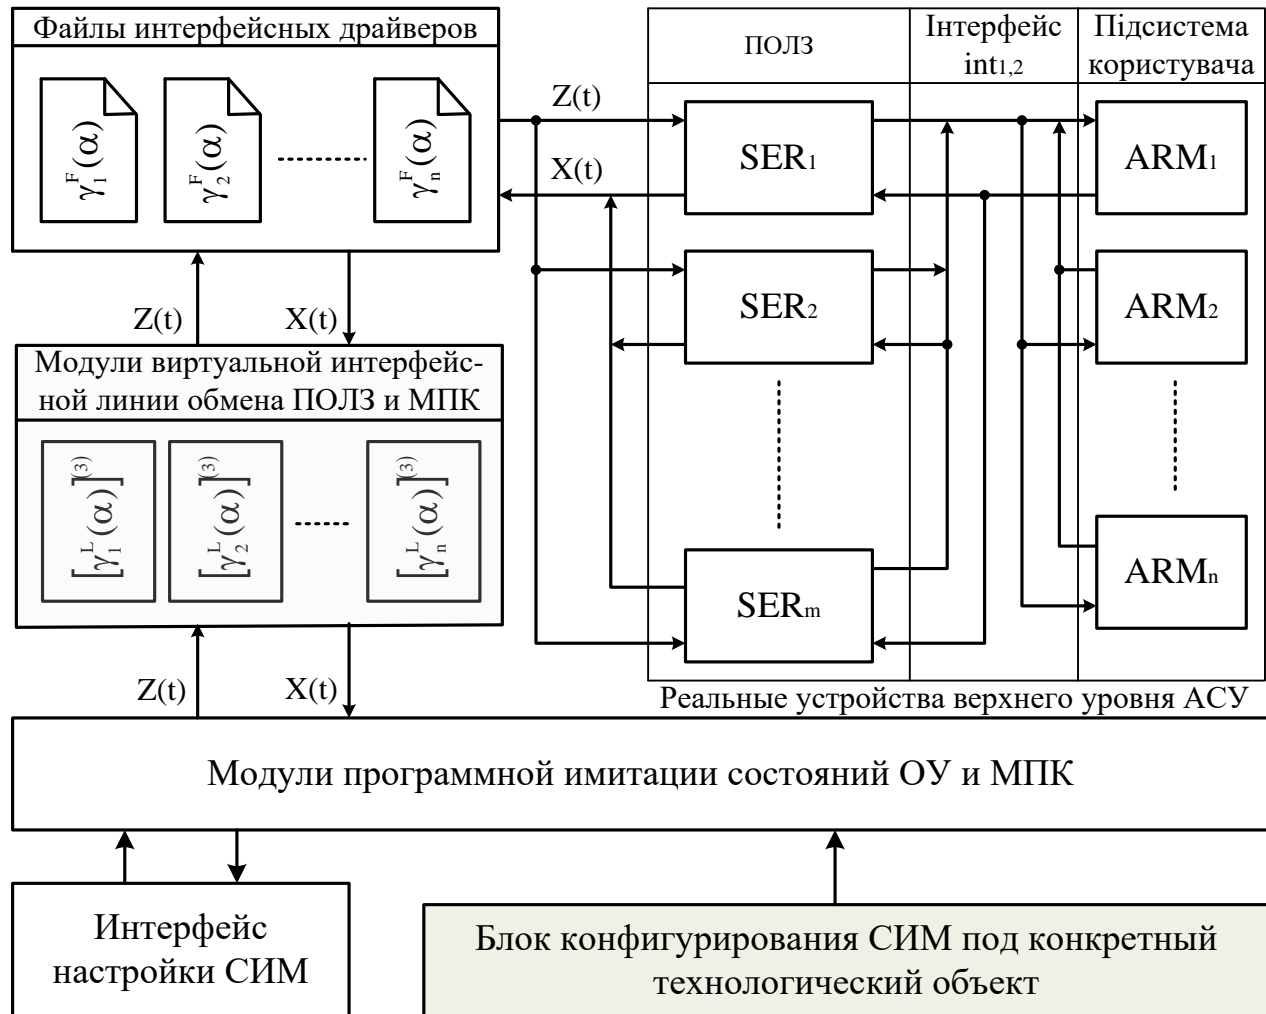 Файлы интерфейсных драйверов
γ₁ᶠ(α)
γ₂ᶠ(α)
γₙᶠ(α)
Z(t)
X(t)
ПОЛЗ
Інтерфейс
int1,2
Підсистема
користувача
SER1
ARM1
SER2
ARM2
SERm
ARMn
Реальные устройства верхнего уровня АСУ
Z(t)
X(t)
Модули виртуальной интерфейс-
ной линии обмена ПОЛЗ и МПК
[γ₁ᴸ(α)]⁽³⁾
[γ₂ᴸ(α)]⁽³⁾
[γₙᴸ(α)]⁽³⁾
Z(t)
X(t)
Модули программной имитации состояний ОУ и МПК
Интерфейс
настройки СИМ
Блок конфигурирования СИМ под конкретный
технологический объект